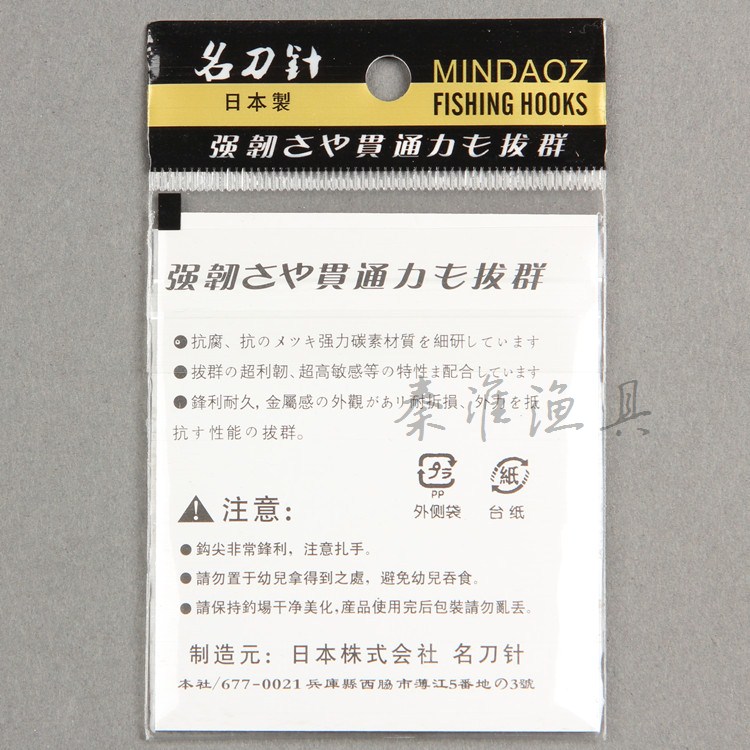 名刀针
日本製
MINDAOZ
FISHING HOOKS
强韌さや貫通力も拔群
强韌さや貫通力も拔群
抗腐、抗のメツキ强力碳素材質を細研しています
拔群の超利韌、超高敏感等の特性ま配合しています
鋒利耐久,金屬感の外觀があリ耐折損、外力を抵
抗す性能の拔群。
秦淮渔具
プラ
PP
外侧袋
紙
台纸
注意:
鈎尖非常鋒利，注意扎手。
請勿置于幼兒拿得到之處，避免幼兒吞食。
請保持釣場干净美化,産品使用完后包裝請勿亂丢。
制造元: 日本株式会社 名刀针
本社/677-0021 兵庫縣西脇市薄江5番地の3號